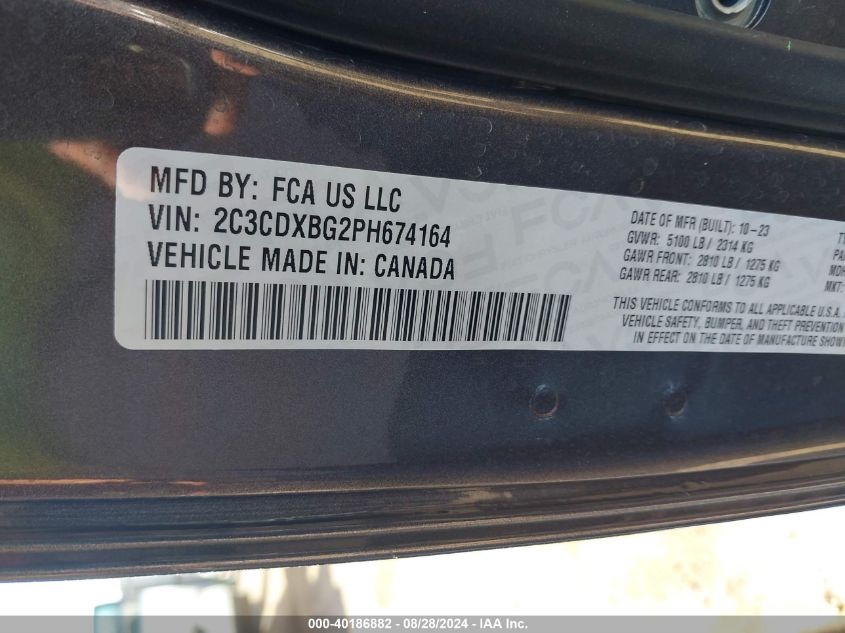 MFD BY: FCA US LLC
VIN: 2C3CDXBG2PH674164
VEHICLE MADE IN: CANADA
DATE OF MFR (BUILT): 10-23
GVWR: 5100 LB / 2314 KG
GAWR FRONT: 2810 LB / 1275 KG
GAWR REAR: 2810 LB / 1275 KG
THIS VEHICLE CONFORMS TO ALL APPLICABLE U.S.A.
VEHICLE SAFETY, BUMPER, AND THEFT PREVENTION
IN EFFECT ON THE DATE OF MANUFACTURE SHOW
MDH
MKT:
FCA
000-40186882 - 08/28/2024 - IAA Inc.